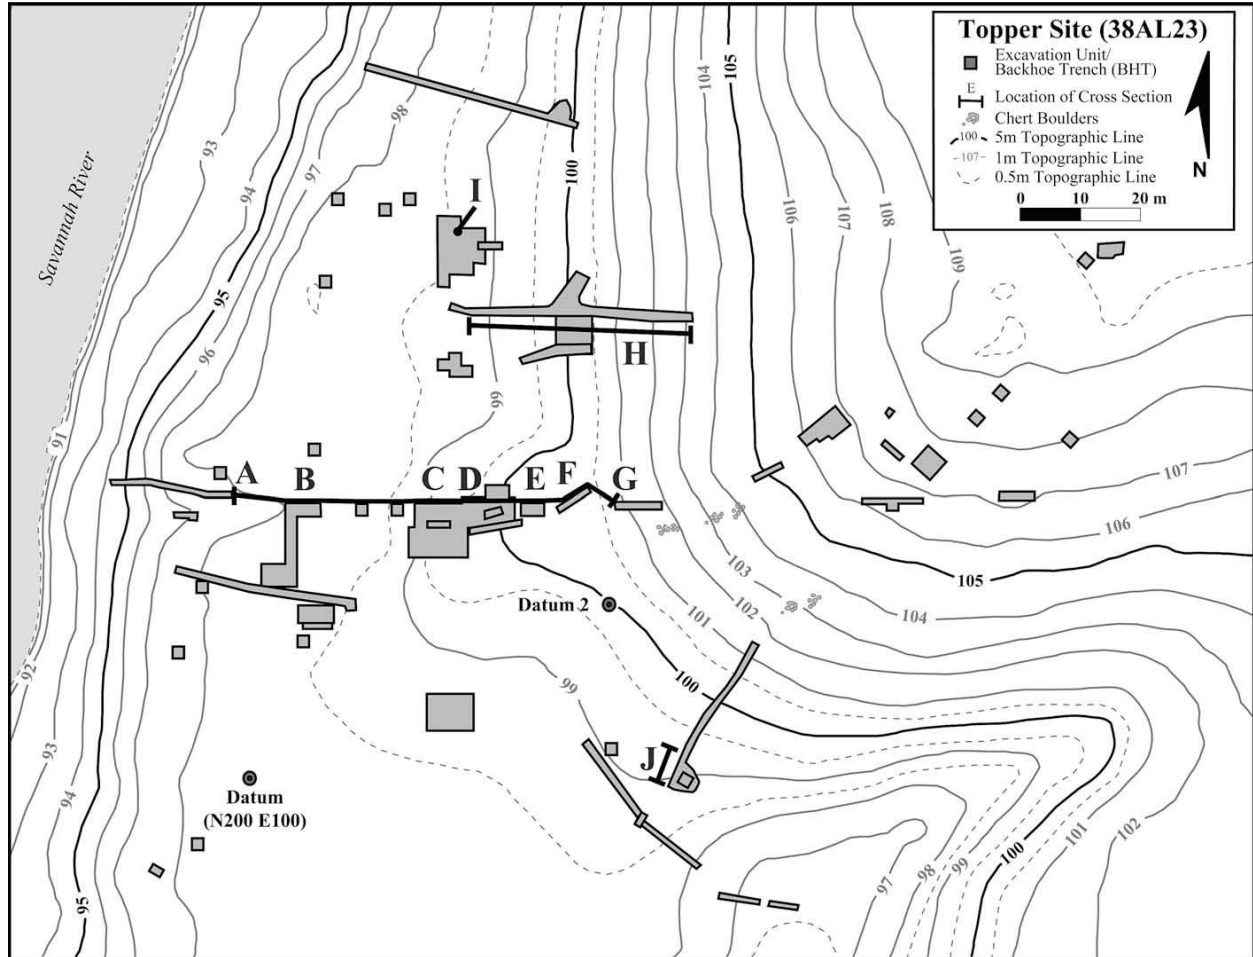 Topper Site (38AL23)
Excavation Unit/
Backhoe Trench (BHT)
E
Location of Cross Section
Chert Boulders
100
5m Topographic Line
107
1m Topographic Line
0.5m Topographic Line
0 10 20 m
N
Savannah River
93
94
97
98
95
96
100
104
105
106
107
108
109
I
H
99
91
A
B
C
D
E
F
G
107
106
105
103
102
101
104
Datum 2
100
99
92
93
94
95
J
Datum
(N200 E100)
97
98
99
100
101
102